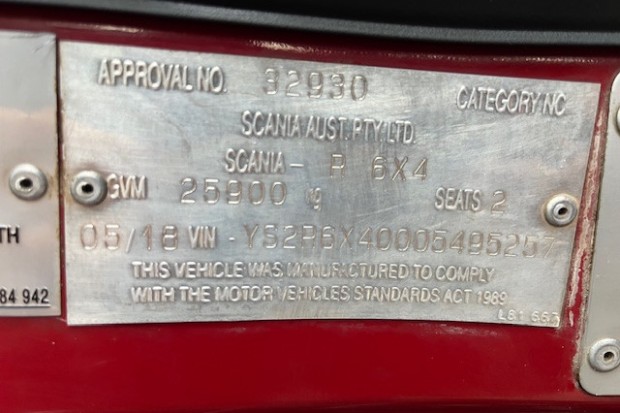 APPROVAL NO. 32930 CATEGORY NC
SCANIA AUST. PTY. LTD.
SCANIA - R 6X4
GVM 25900 kg SEATS 2
05/18 VIN - YS2R6X40005495257
THIS VEHICLE WAS MANUFACTURED TO COMPLY
WITH THE MOTOR VEHICLES STANDARDS ACT 1989
TH
84 942